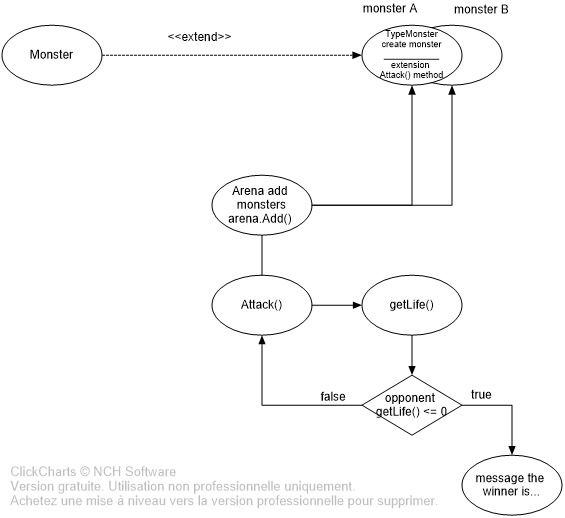 monster A
monster B
<<extend>>
Monster
TypeMonster
create monster
extension
Attack() method
Arena add
monsters
arena.Add()
Attack()
getLife()
false
opponent
getLife() <= 0
true
message the
winner is...
ClickCharts © NCH Software
Version gratuite. Utilisation non professionnelle uniquement.
Achetez une mise à niveau vers la version professionnelle pour supprimer.